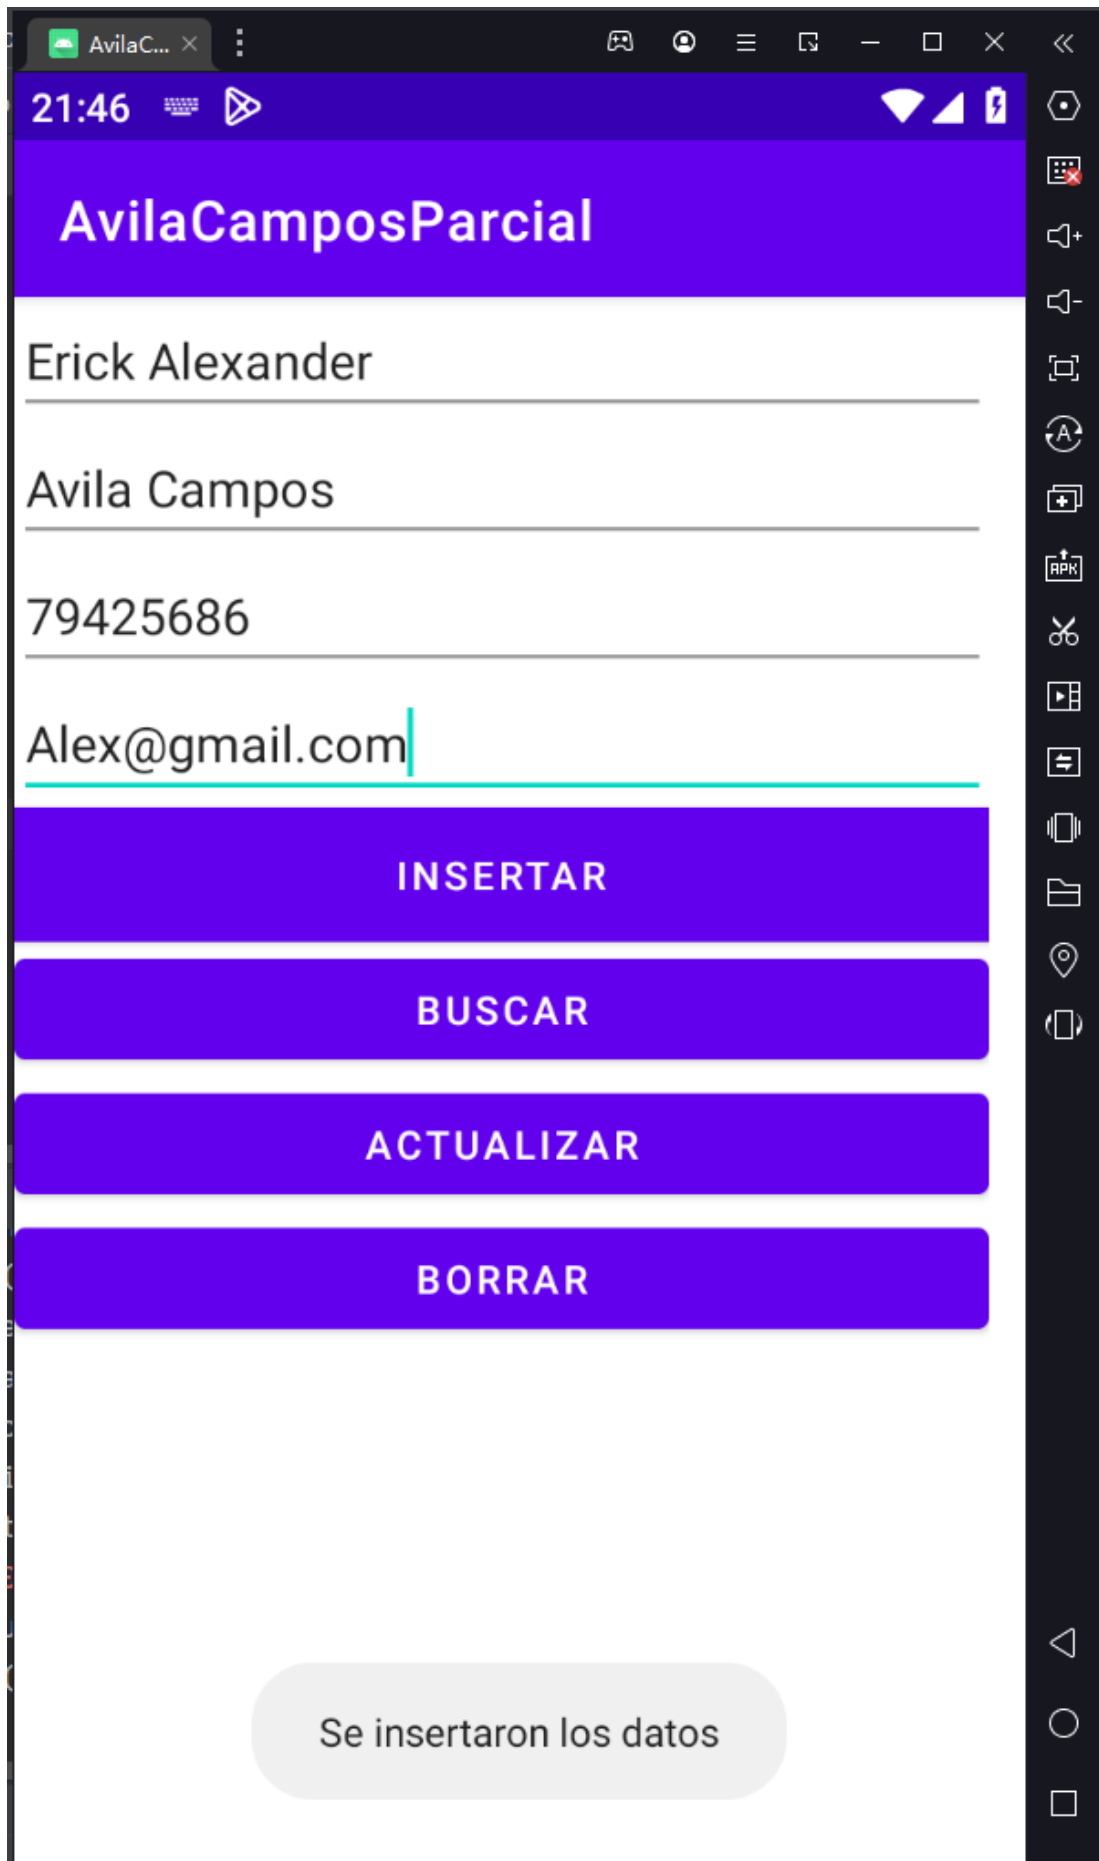 AvilaC...
21:46
AvilaCamposParcial
Erick Alexander
Avila Campos
79425686
Alex@gmail.com
INSERTAR
BUSCAR
ACTUALIZAR
BORRAR
Se insertaron los datos
A
APK